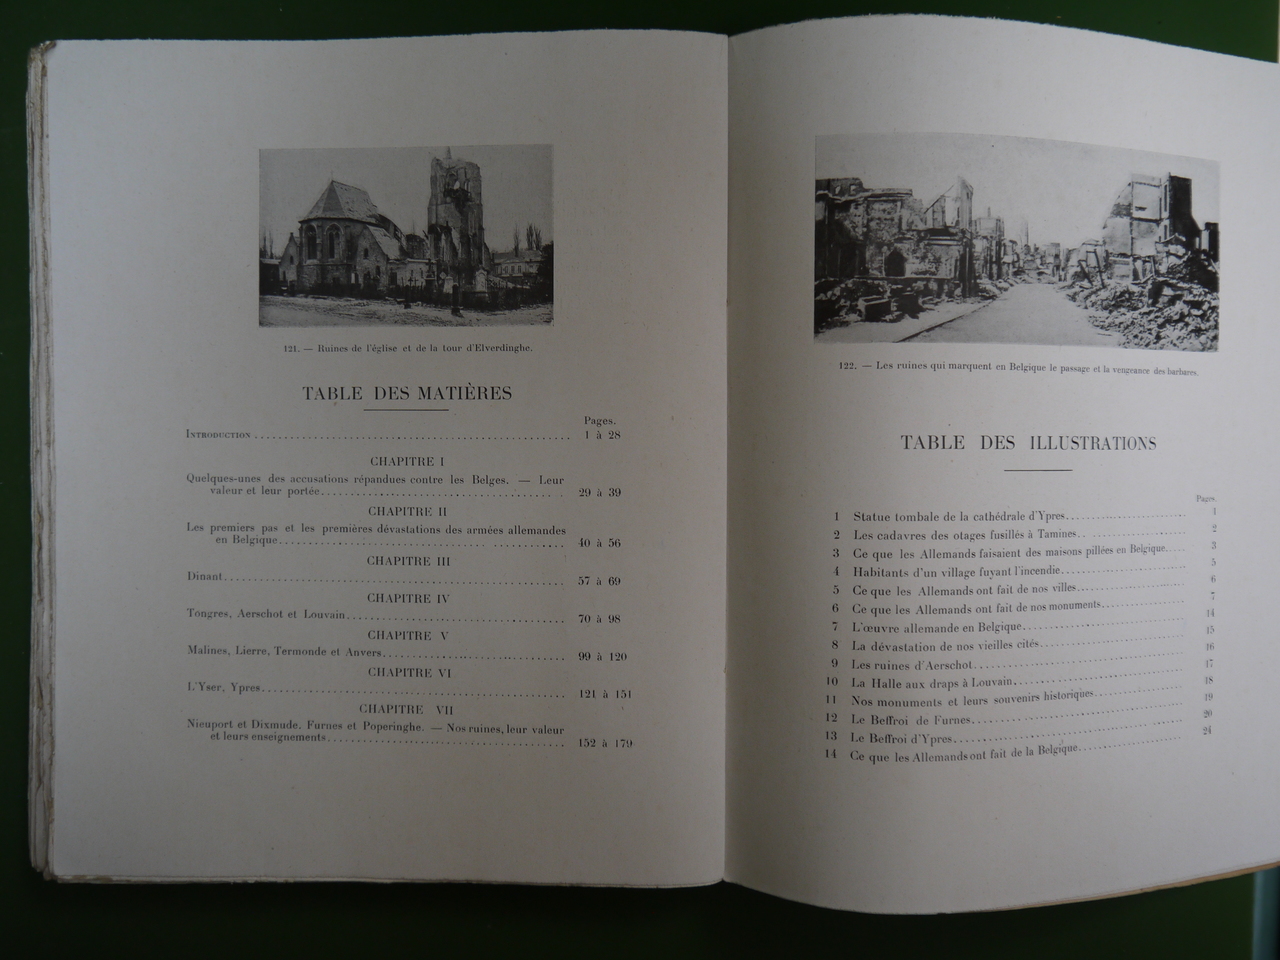 121. — Ruines de l'église et de la tour d'Elverdinghe.
TABLE DES MATIÈRES
Pages.
INTRODUCTION ........ 1 à 28
CHAPITRE I
Quelques-unes des accusations répandues contre les Belges. — Leur
valeur et leur portée........ 29 à 39
CHAPITRE II
Les premiers pas et les premières dévastations des armées allemandes
en Belgique........ 40 à 56
CHAPITRE III
Dinant........ 57 à 69
CHAPITRE IV
Tongres, Aerschot et Louvain........ 70 à 98
CHAPITRE V
Malines, Lierre, Termonde et Anvers........ 99 à 120
CHAPITRE VI
L'Yser, Ypres........ 121 à 151
CHAPITRE VII
Nieuport et Dixmude. Furnes et Poperinghe. — Nos ruines, leur valeur
et leurs enseignements........ 152 à 179
122. — Les ruines qui marquent en Belgique le passage et la vengeance des barbares.
TABLE DES ILLUSTRATIONS
Pages.
1 Statue tombale de la cathédrale d'Ypres........ 1
2 Les cadavres des otages fusillés à Tamines........ 2
3 Ce que les Allemands faisaient des maisons pillées en Belgique..... 3
4 Habitants d'un village fuyant l'incendie........ 5
5 Ce que les Allemands ont fait de nos villes........ 6
6 Ce que les Allemands ont fait de nos monuments........ 7
7 L'œuvre allemande en Belgique........ 14
8 La dévastation de nos vieilles cités........ 15
9 Les ruines d'Aerschot........ 16
10 La Halle aux draps à Louvain........ 17
11 Nos monuments et leurs souvenirs historiques........ 18
12 Le Beffroi de Furnes........ 19
13 Le Beffroi d'Ypres........ 20
14 Ce que les Allemands ont fait de la Belgique........ 21